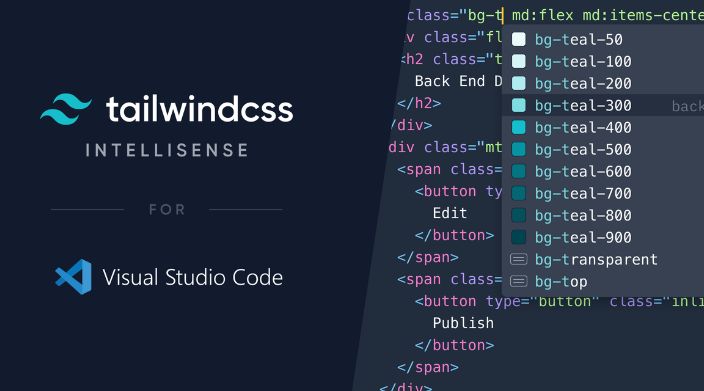 tailwindcss
INTELLISENSE
FOR
Visual Studio Code
class="bg-t md:flex md:items-cente
v class="fl
<h2 class="t
Back End D
</h2>
</div>
div class="mt
<span class=
<button ty
Edit
</button>
</span>
<span class=
<button type="button" class="inli
Publish
</button>
</span>
</div>
bg-teal-50
bg-teal-100
bg-teal-200
bg-teal-300 back
bg-teal-400
bg-teal-500
bg-teal-600
bg-teal-700
bg-teal-800
bg-teal-900
bg-transparent
bg-top